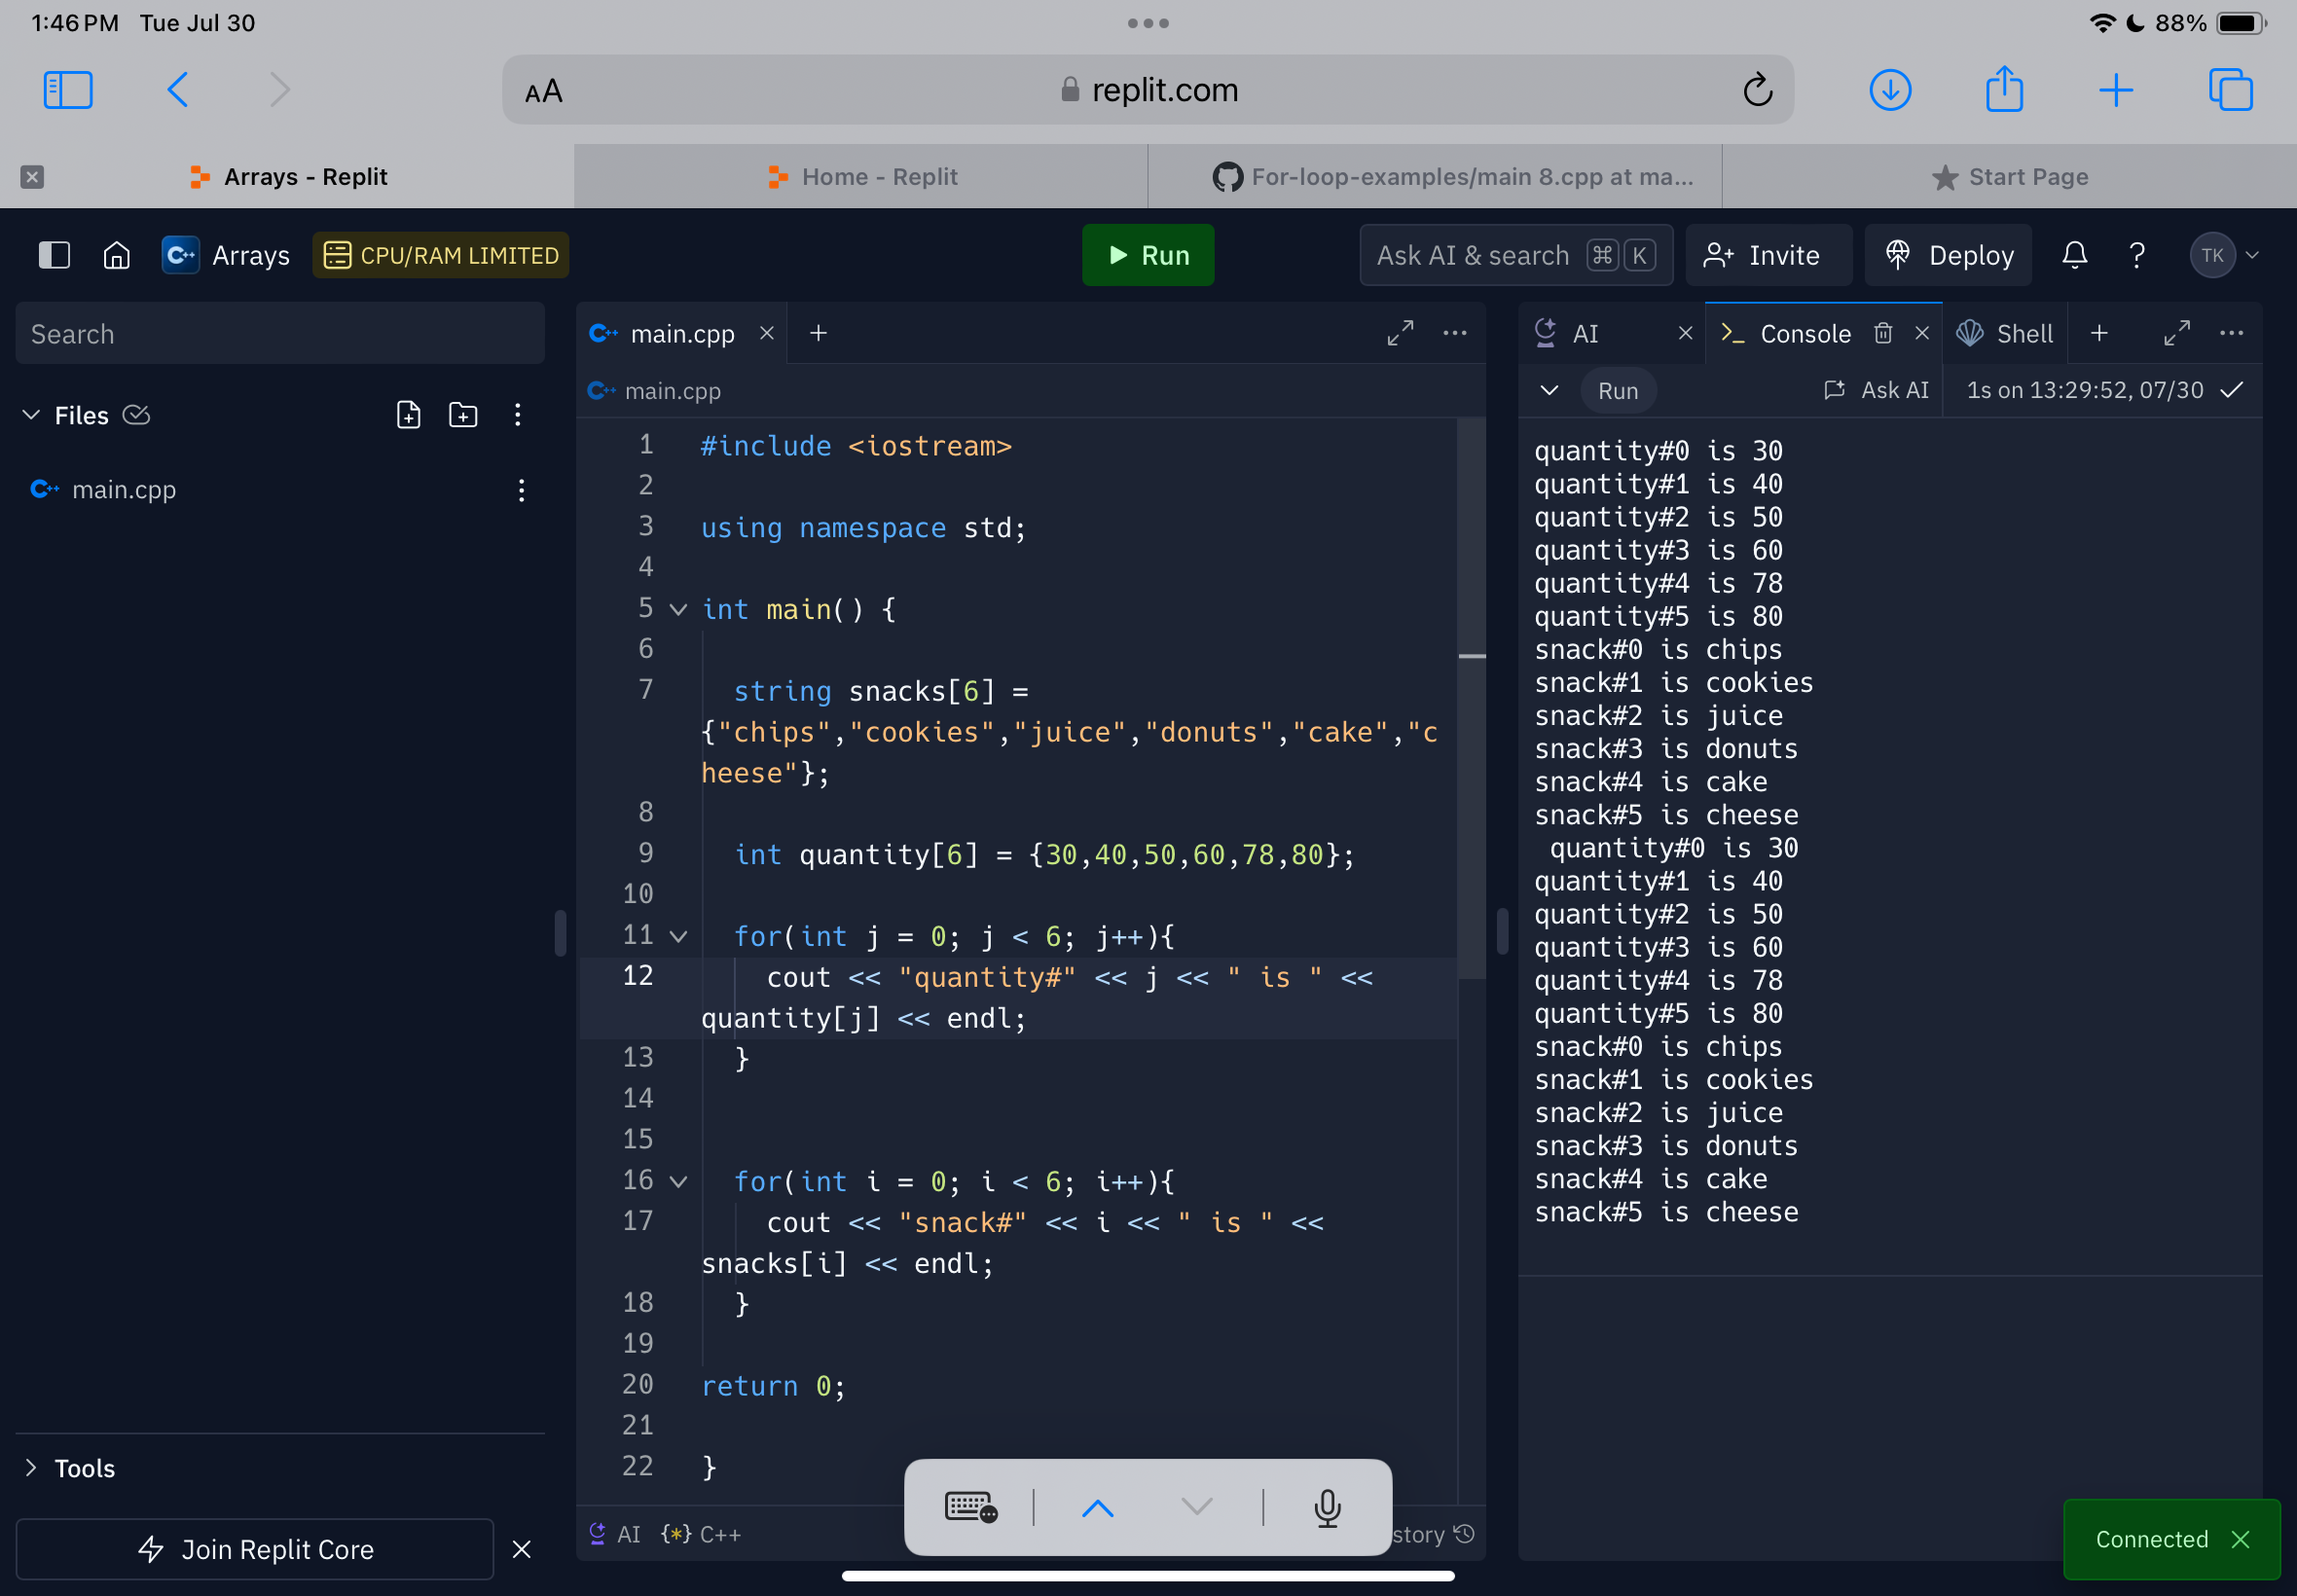 1:46 PM Tue Jul 30
88%
AA
replit.com
Arrays - Replit
Home - Replit
For-loop-examples/main 8.cpp at ma...
Start Page
C++ Arrays
CPU/RAM LIMITED
Run
Ask AI & search ⌘ K
Invite
Deploy
?
TK
Search
Files
main.cpp
Tools
Join Replit Core
main.cpp
main.cpp
1 #include <iostream>
2
3 using namespace std;
4
5 int main() {
6
7 string snacks[6] =
{"chips","cookies","juice","donuts","cake","c
heese"};
8
9 int quantity[6] = {30,40,50,60,78,80};
10
11 for(int j = 0; j < 6; j++){
12 cout << "quantity#" << j << " is " <<
quantity[j] << endl;
13 }
14
15
16 for(int i = 0; i < 6; i++){
17 cout << "snack#" << i << " is " <<
snacks[i] << endl;
18 }
19
20 return 0;
21
22 }
AI {*} C++
story
AI
Console
Shell
Run
Ask AI
1s on 13:29:52, 07/30
quantity#0 is 30
quantity#1 is 40
quantity#2 is 50
quantity#3 is 60
quantity#4 is 78
quantity#5 is 80
snack#0 is chips
snack#1 is cookies
snack#2 is juice
snack#3 is donuts
snack#4 is cake
snack#5 is cheese
quantity#0 is 30
quantity#1 is 40
quantity#2 is 50
quantity#3 is 60
quantity#4 is 78
quantity#5 is 80
snack#0 is chips
snack#1 is cookies
snack#2 is juice
snack#3 is donuts
snack#4 is cake
snack#5 is cheese
Connected